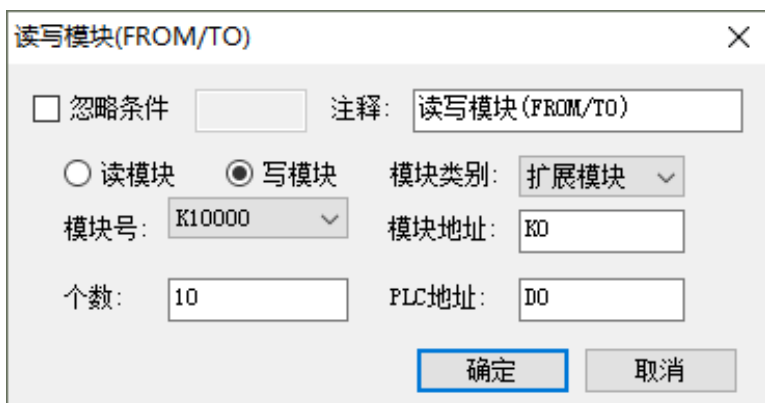 读写模块(FROM/TO)
忽略条件 注释: 读写模块(FROM/TO)
读模块 写模块 模块类别: 扩展模块
模块号: K10000 模块地址: K0
个数: 10 PLC地址: D0
确定 取消